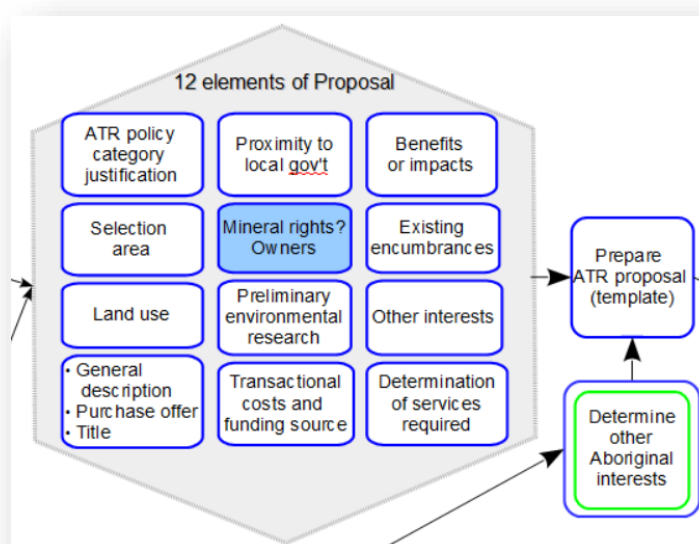 12 elements of Proposal
ATR policy
category
justification
Proximity to
local gov't
Benefits
or impacts
Selection
area
Mineral rights?
Owners
Existing
encumbrances
Land use
Preliminary
environmental
research
Other interests
• General
description
• Purchase offer
• Title
Transactional
costs and
funding source
Determination
of services
required
Prepare
ATR proposal
(template)
Determine
other
Aboriginal
interests